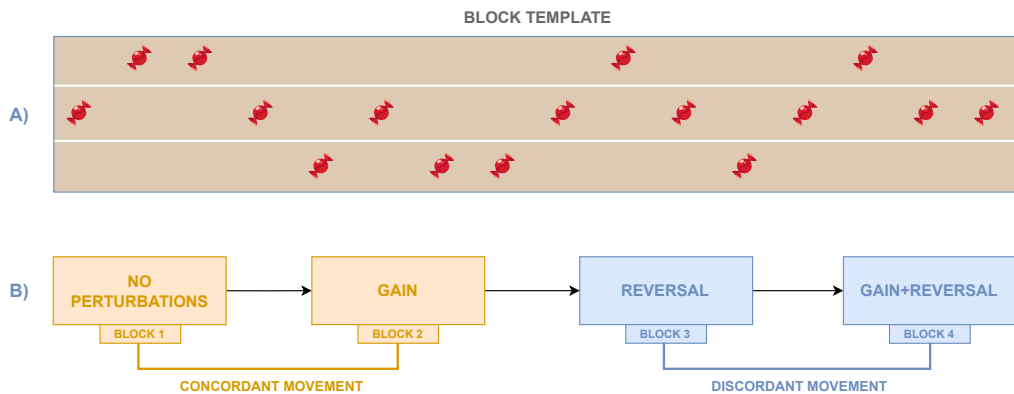 BLOCK TEMPLATE
A)
B)
NO
PERTURBATIONS
GAIN
REVERSAL
GAIN+REVERSAL
BLOCK 1
BLOCK 2
BLOCK 3
BLOCK 4
CONCORDANT MOVEMENT
DISCORDANT MOVEMENT